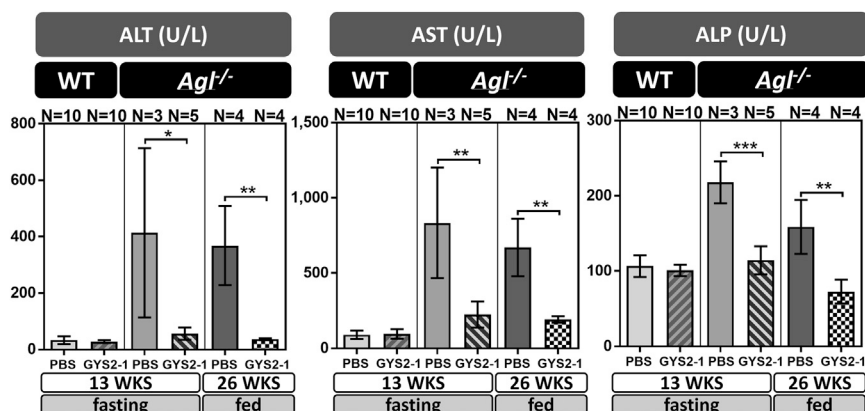 ALT (U/L) AST (U/L) ALP (U/L)
WT Agl-/- WT Agl-/- WT Agl-/-
N=10 N=10 N=3 N=5 N=4 N=4 N=10 N=10 N=3 N=5 N=4 N=4 N=10 N=10 N=3 N=5 N=4 N=4
800 1,500 300
* ** ** ** *** **
600 1,000 200
400 500 100
200
0 0 0
PBS GYS2-1 PBS GYS2-1 PBS GYS2-1 PBS GYS2-1 PBS GYS2-1 PBS GYS2-1 PBS GYS2-1 PBS GYS2-1 PBS GYS2-1
13 WKS 26 WKS 13 WKS 26 WKS 13 WKS 26 WKS
fasting fed fasting fed fasting fed